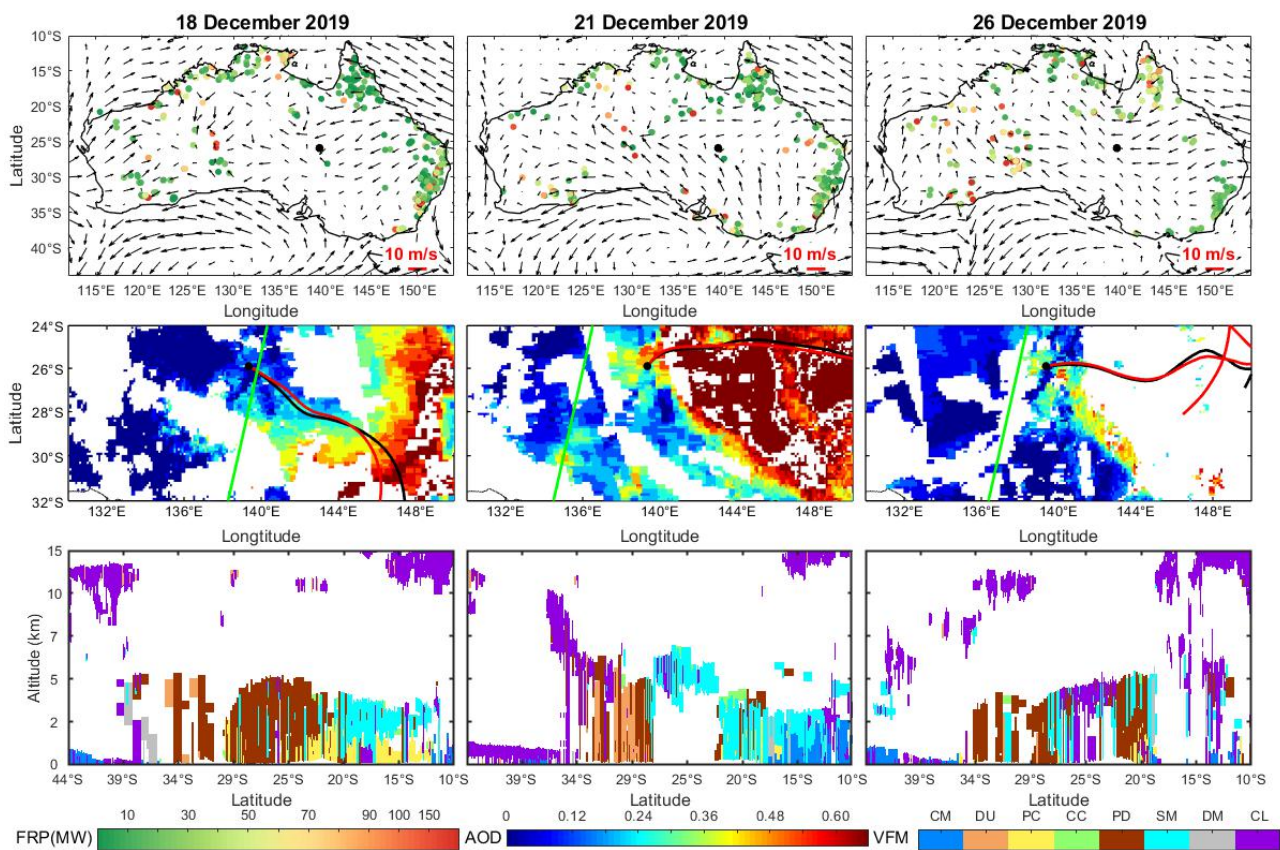 18 December 2019 21 December 2019 26 December 2019
10°S
15°S
20°S
25°S
30°S
35°S
40°S
Latitude
10 m/s 10 m/s 10 m/s
115°E 120°E 125°E 130°E 135°E 140°E 145°E 150°E 115°E 120°E 125°E 130°E 135°E 140°E 145°E 150°E 115°E 120°E 125°E 130°E 135°E 140°E 145°E 150°E
Longitude Longitude Longitude
24°S
26°S
28°S
30°S
32°S
Latitude
132°E 136°E 140°E 144°E 148°E 132°E 136°E 140°E 144°E 148°E 132°E 136°E 140°E 144°E 148°E
Longtitude Longtitude Longtitude
15
10
7
5
2
0
Altitude (km)
44°S 39°S 34°S 29°S 25°S 20°S 15°S 10°S 39°S 34°S 29°S 25°S 20°S 15°S 10°S 39°S 34°S 29°S 25°S 20°S 15°S 10°S
Latitude Latitude Latitude
10 30 50 70 90 100 150
FRP(MW)
0 0.12 0.24 0.36 0.48 0.60
AOD
CM DU PC CC PD SM DM CL
VFM